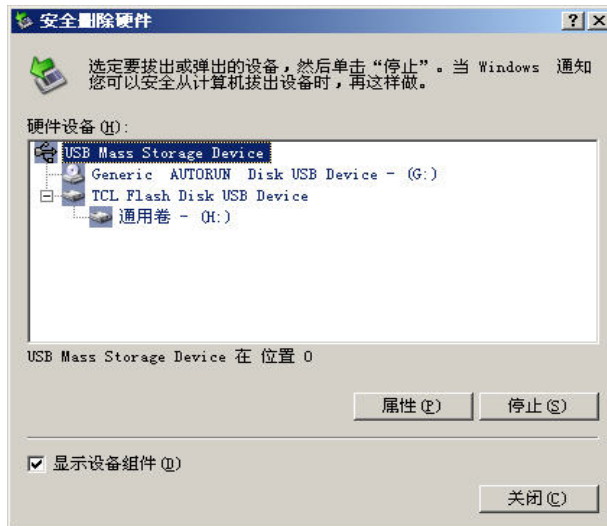 安全删除硬件
选定要拔出或弹出的设备，然后单击“停止”。当 Windows 通知
您可以安全从计算机拔出设备时，再这样做。
硬件设备(H):
USB Mass Storage Device
Generic AUTORUN Disk USB Device - (G:)
TCL Flash Disk USB Device
通用卷 - (H:)
USB Mass Storage Device 在 位置 0
属性(P)
停止(S)
显示设备组件(D)
关闭(C)